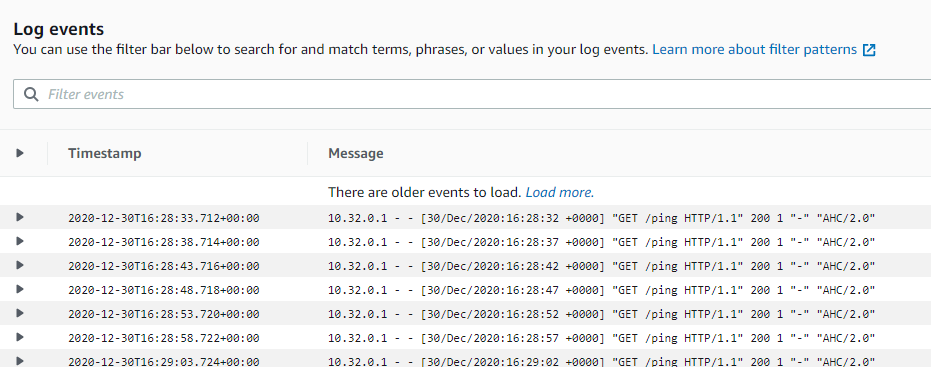 Log events
You can use the filter bar below to search for and match terms, phrases, or values in your log events. Learn more about filter patterns
Filter events
Timestamp Message
There are older events to load. Load more.
2020-12-30T16:28:33.712+00:00 10.32.0.1 - - [30/Dec/2020:16:28:32 +0000] "GET /ping HTTP/1.1" 200 1 "-" "AHC/2.0"
2020-12-30T16:28:38.714+00:00 10.32.0.1 - - [30/Dec/2020:16:28:37 +0000] "GET /ping HTTP/1.1" 200 1 "-" "AHC/2.0"
2020-12-30T16:28:43.716+00:00 10.32.0.1 - - [30/Dec/2020:16:28:42 +0000] "GET /ping HTTP/1.1" 200 1 "-" "AHC/2.0"
2020-12-30T16:28:48.718+00:00 10.32.0.1 - - [30/Dec/2020:16:28:47 +0000] "GET /ping HTTP/1.1" 200 1 "-" "AHC/2.0"
2020-12-30T16:28:53.720+00:00 10.32.0.1 - - [30/Dec/2020:16:28:52 +0000] "GET /ping HTTP/1.1" 200 1 "-" "AHC/2.0"
2020-12-30T16:28:58.722+00:00 10.32.0.1 - - [30/Dec/2020:16:28:57 +0000] "GET /ping HTTP/1.1" 200 1 "-" "AHC/2.0"
2020-12-30T16:29:03.724+00:00 10.32.0.1 - - [30/Dec/2020:16:29:02 +0000] "GET /ping HTTP/1.1" 200 1 "-" "AHC/2.0"